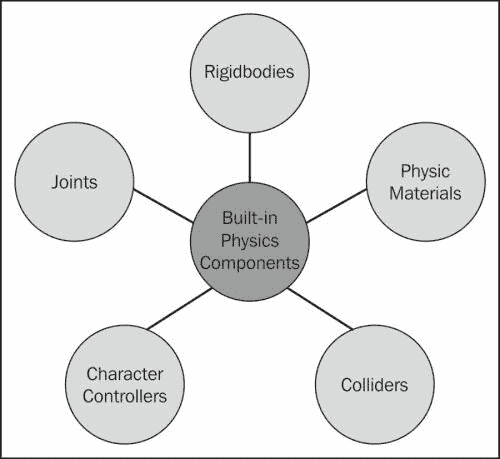 Rigidbodies
Joints
Physic
Materials
Built-in
Physics
Components
Character
Controllers
Colliders